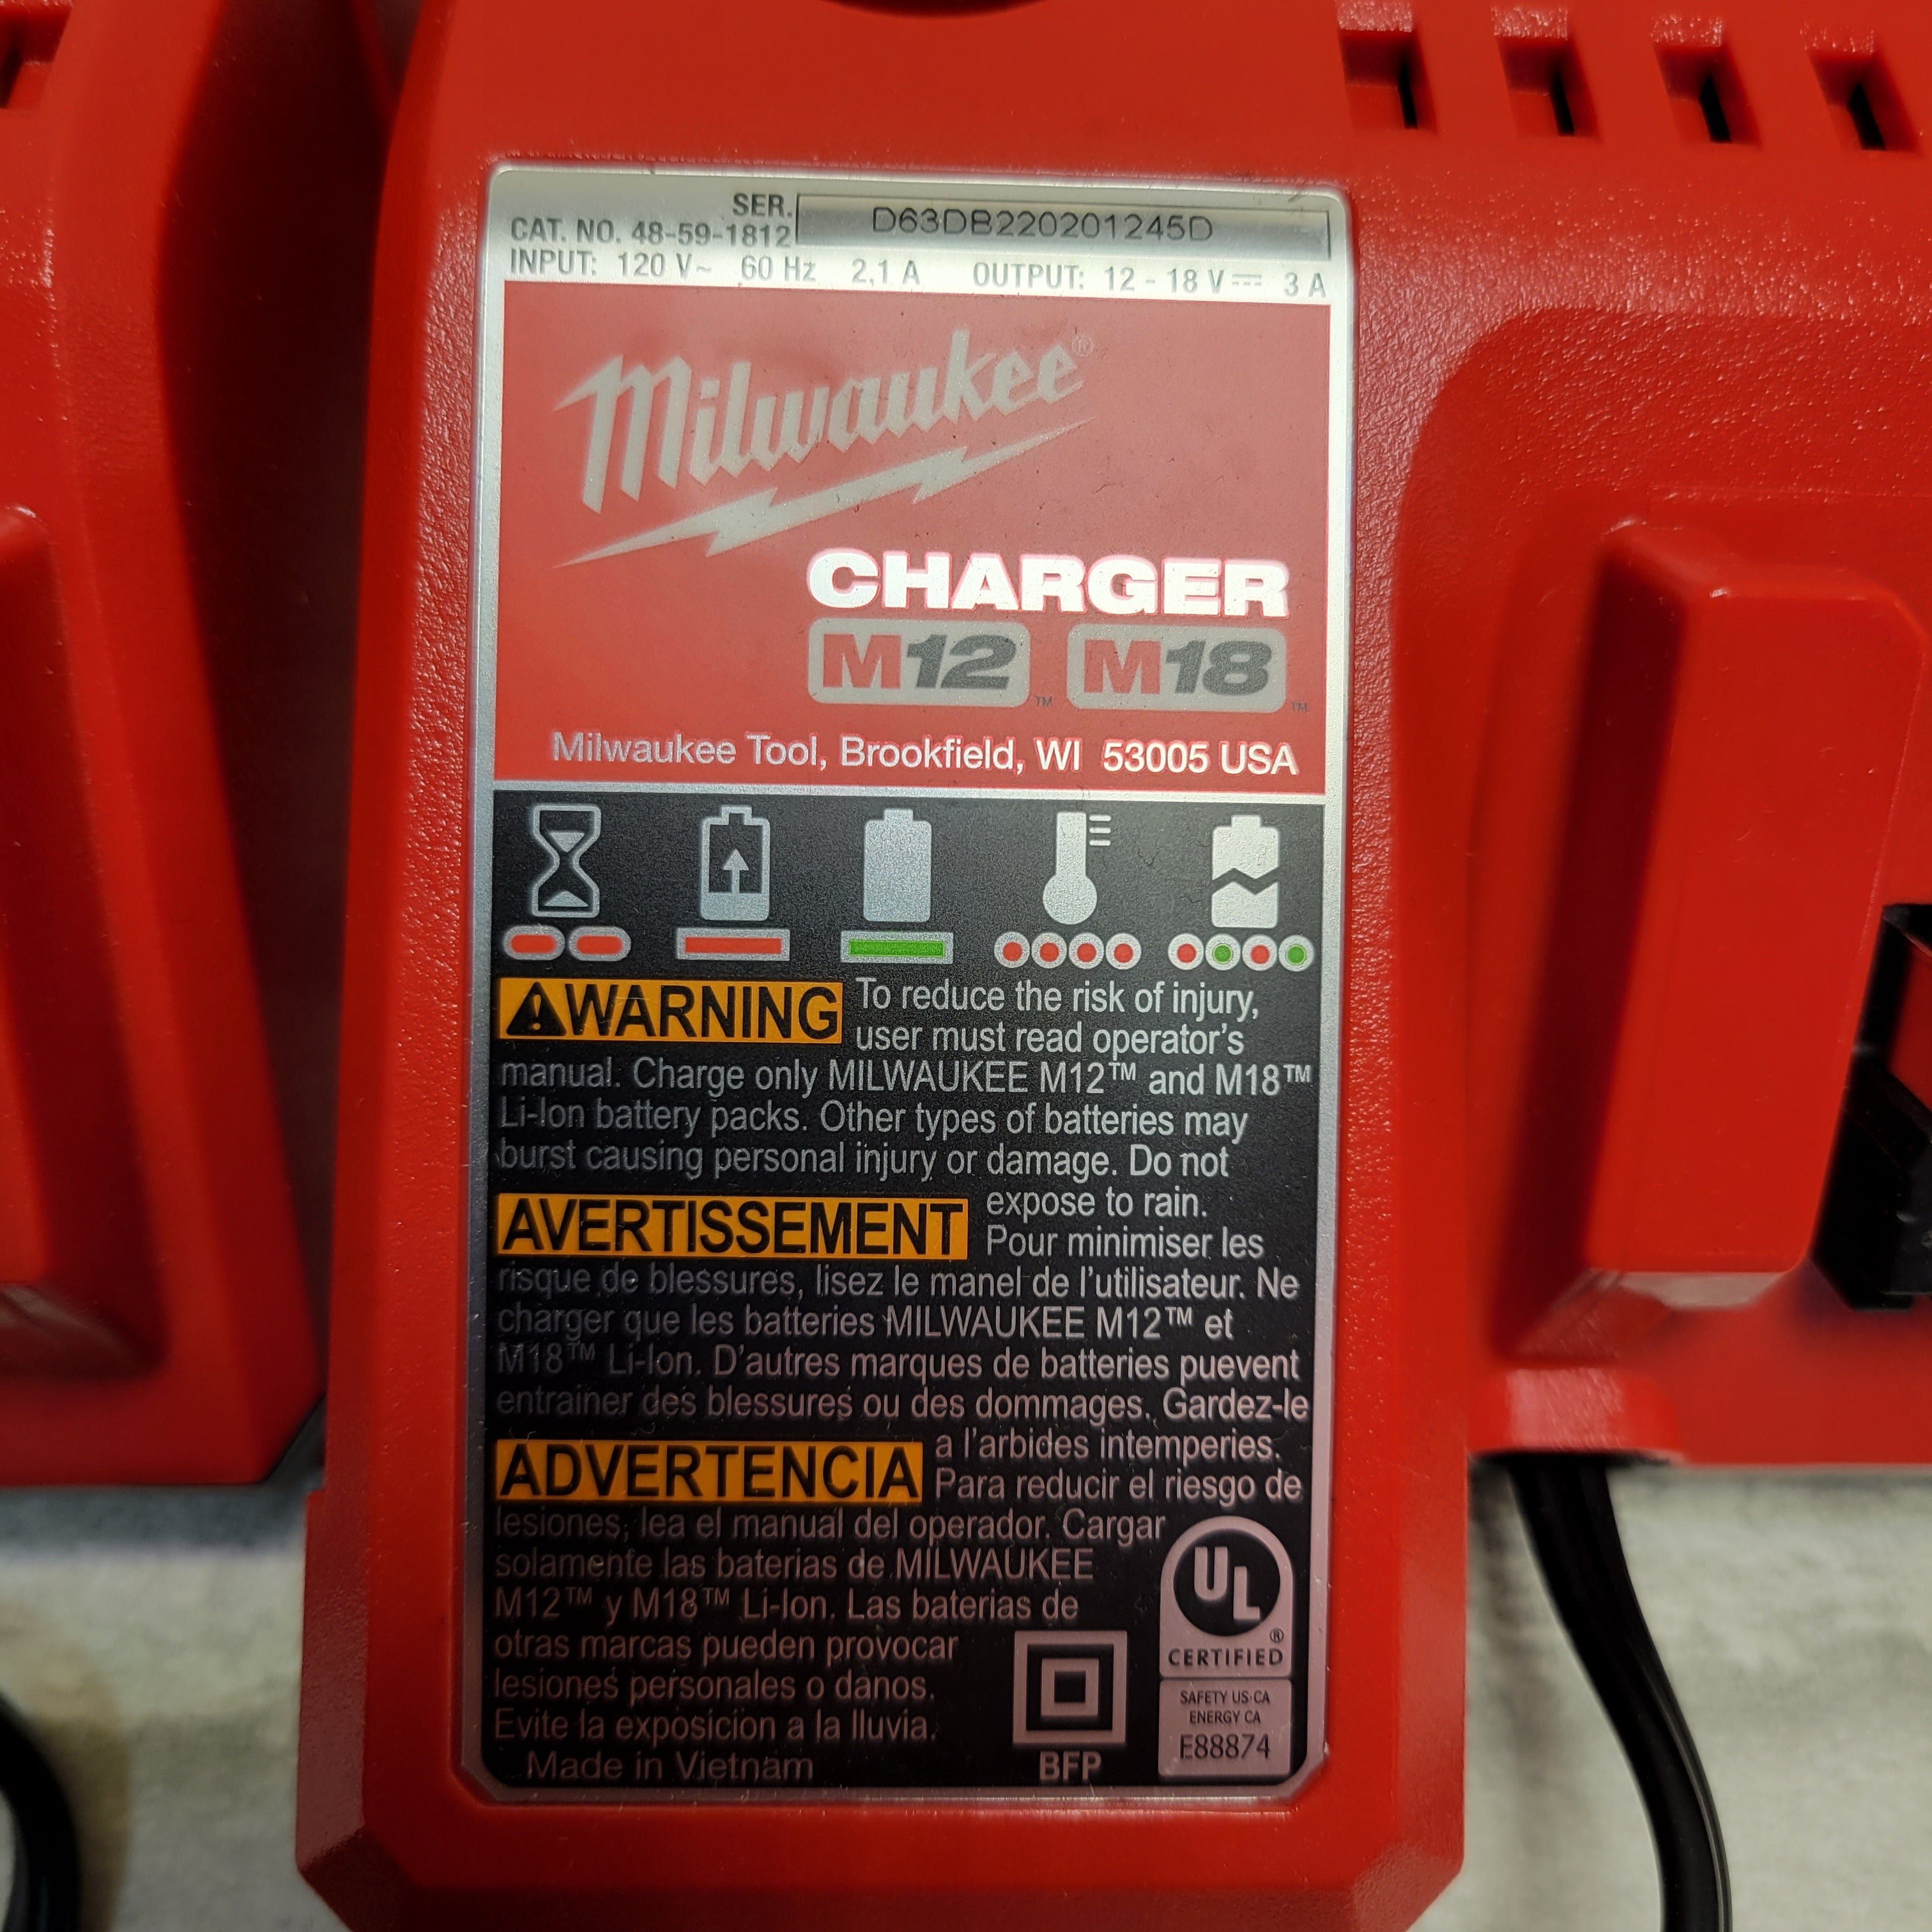 SER. D63DB220201245D
CAT. NO. 48-59-1812
INPUT: 120 V~ 60 Hz 2,1 A OUTPUT: 12 - 18 V⎓ 3 A
Milwaukee®
CHARGER
M12™ M18™
Milwaukee Tool, Brookfield, WI 53005 USA
⚠WARNING To reduce the risk of injury,
user must read operator's
manual. Charge only MILWAUKEE M12™ and M18™
Li-Ion battery packs. Other types of batteries may
burst causing personal injury or damage. Do not
expose to rain.
AVERTISSEMENT Pour minimiser les
risque de blessures, lisez le manel de l'utilisateur. Ne
charger que les batteries MILWAUKEE M12™ et
M18™ Li-Ion. D'autres marques de batteries puevent
entrainer des blessures ou des dommages. Gardez-le
a l'arbides intemperies.
ADVERTENCIA Para reducir el riesgo de
lesiones, lea el manual del operador. Cargar
solamente las baterias de MILWAUKEE
M12™ y M18™ Li-Ion. Las baterias de
otras marcas pueden provocar
lesiones personales o danos.
Evite la exposicion a la lluvia.
Made in Vietnam
BFP
UL
®
CERTIFIED
SAFETY US·CA
ENERGY CA
E88874